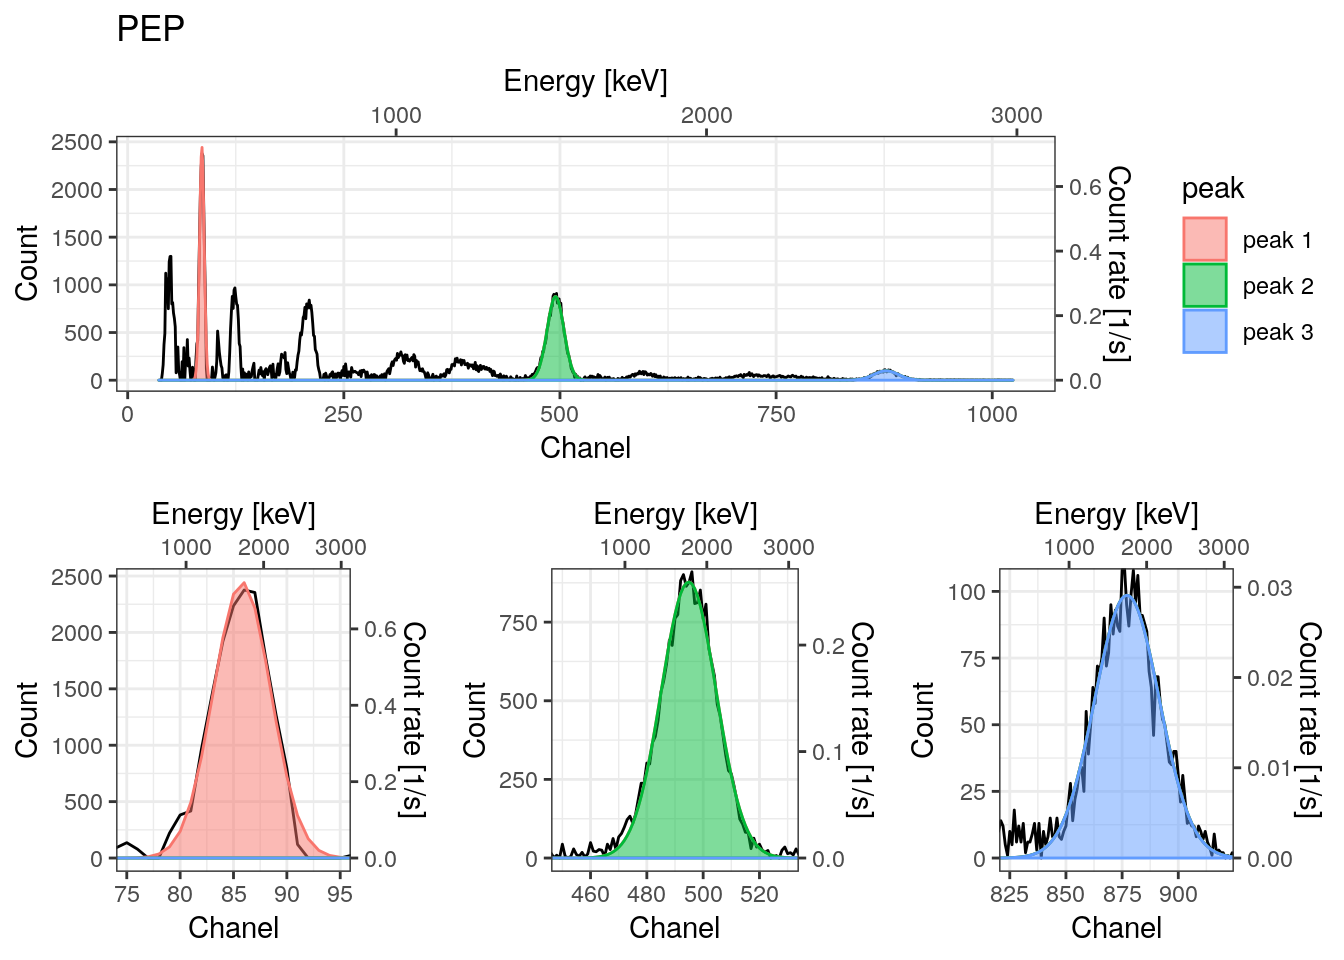 PEP
Energy [keV]
1000 2000 3000
2500
2000
1500
1000
500
0
Count
0.6
0.4
0.2
0.0
Count rate [1/s]
0 250 500 750 1000
Chanel
peak
peak 1
peak 2
peak 3
Energy [keV]
1000 2000 3000
2500
2000
1500
1000
500
0
Count
0.6
0.4
0.2
0.0
Count rate [1/s]
75 80 85 90 95
Chanel
Energy [keV]
1000 2000 3000
750
500
250
0
Count
0.2
0.1
0.0
Count rate [1/s]
460 480 500 520
Chanel
Energy [keV]
1000 2000 3000
100
75
50
25
0
Count
0.03
0.02
0.01
0.00
Count rate [1/s]
825 850 875 900
Chanel